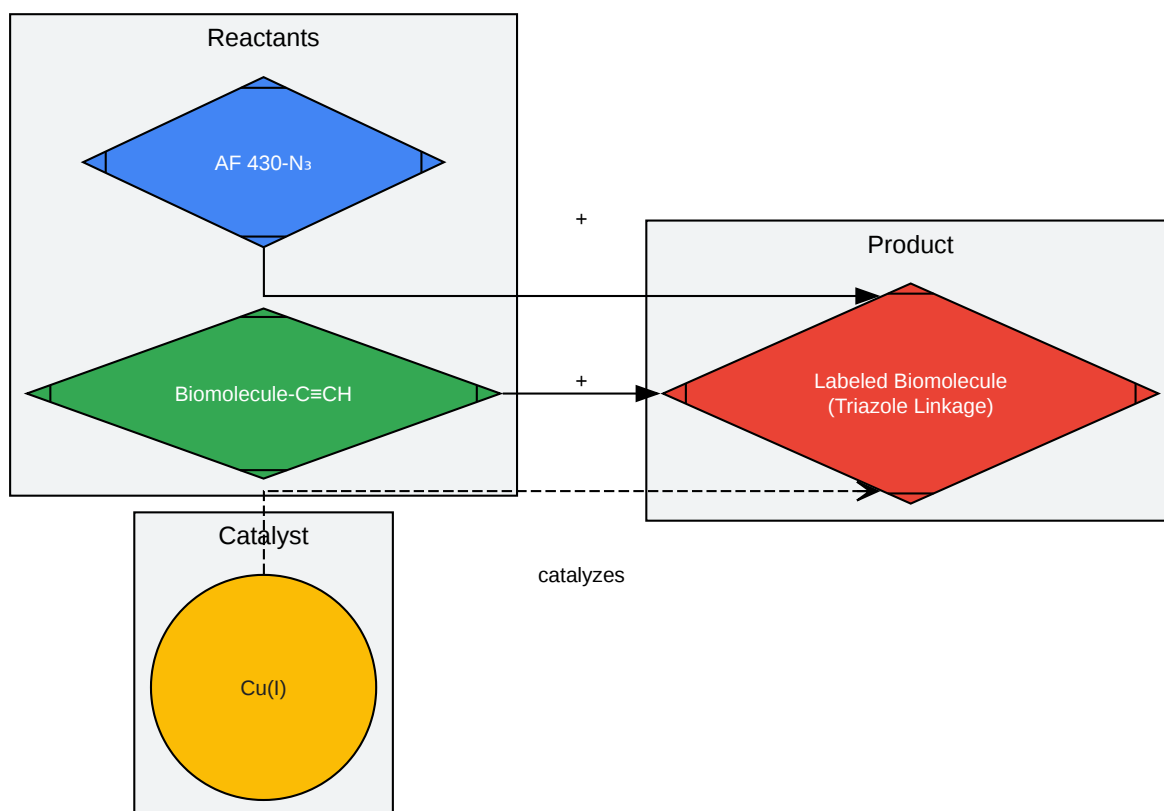 Reactants
AF 430-N₃
+
Product
Biomolecule-C≡CH
+
Labeled Biomolecule
(Triazole Linkage)
Catalyst
catalyzes
Cu(I)